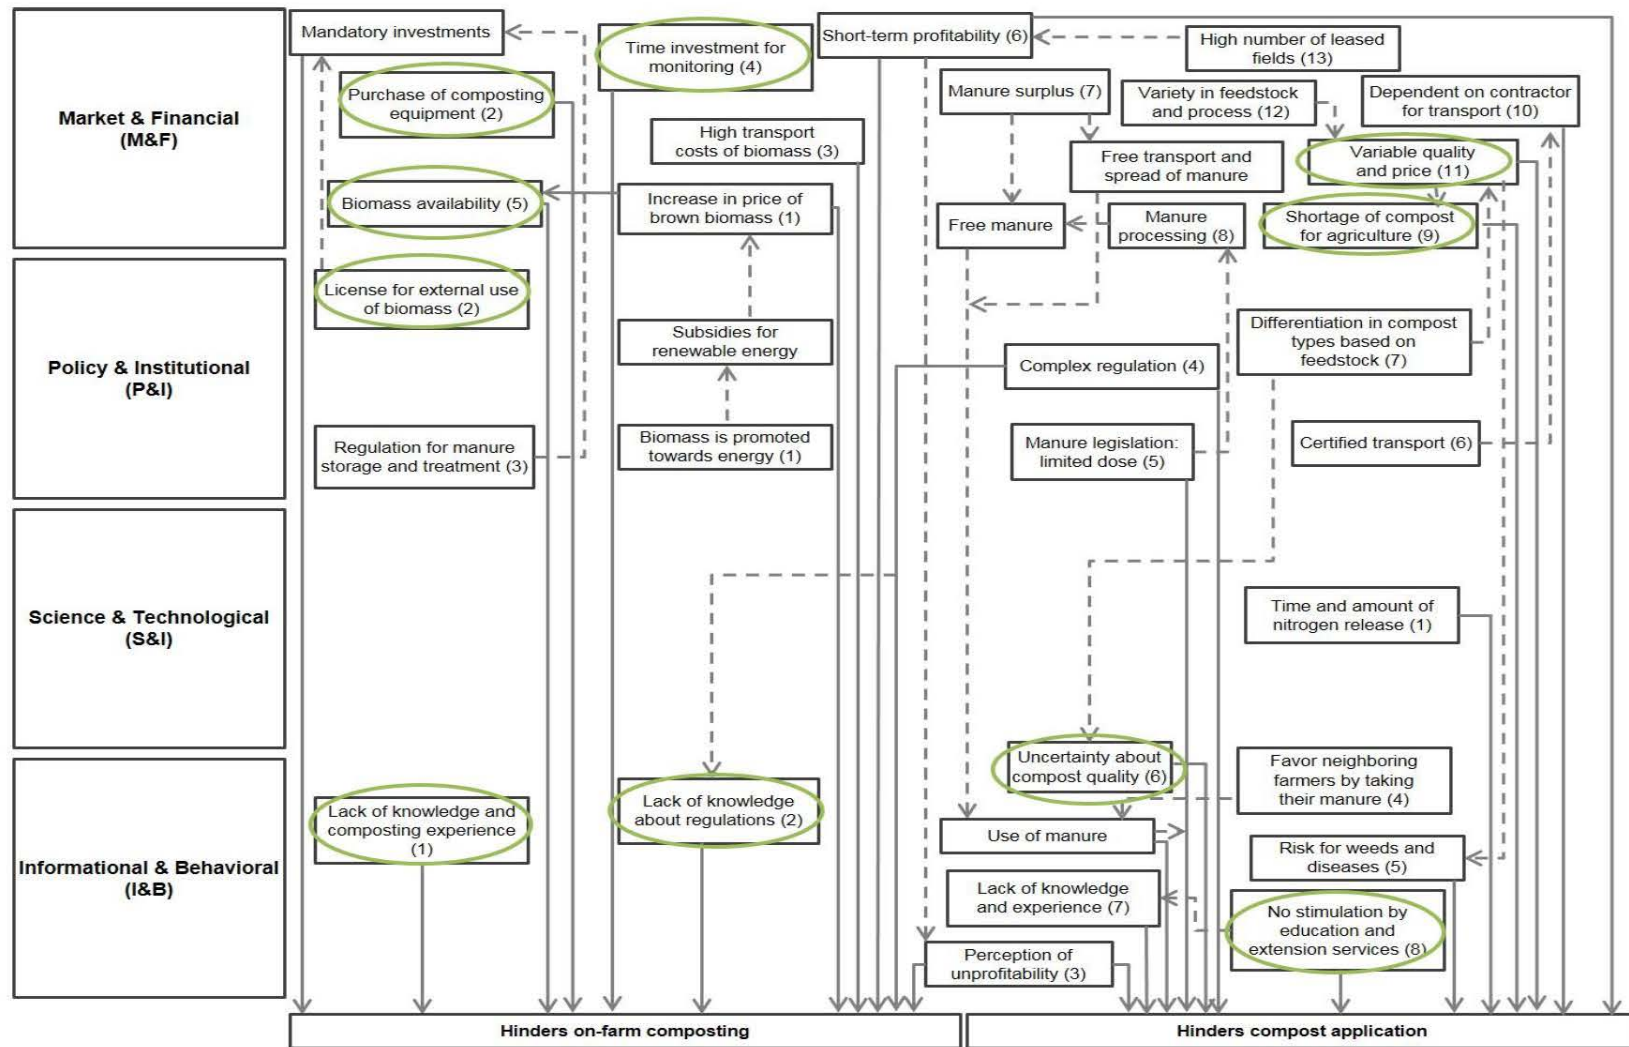 Market & Financial
(M&F)
Mandatory investments
Time investment for
monitoring (4)
Short-term profitability (6)
High number of leased
fields (13)
Purchase of composting
equipment (2)
Manure surplus (7)
Variety in feedstock
and process (12)
Dependent on contractor
for transport (10)
High transport
costs of biomass (3)
Free transport and
spread of manure
Variable quality
and price (11)
Biomass availability (5)
Increase in price of
brown biomass (1)
Free manure
Manure
processing (8)
Shortage of compost
for agriculture (9)
Policy & Institutional
(P&I)
License for external use
of biomass (2)
Subsidies for
renewable energy
Complex regulation (4)
Differentiation in compost
types based on
feedstock (7)
Regulation for manure
storage and treatment (3)
Biomass is promoted
towards energy (1)
Manure legislation:
limited dose (5)
Certified transport (6)
Science & Technological
(S&I)
Time and amount of
nitrogen release (1)
Informational & Behavioral
(I&B)
Lack of knowledge and
composting experience
(1)
Lack of knowledge
about regulations (2)
Uncertainty about
compost quality (6)
Favor neighboring
farmers by taking
their manure (4)
Use of manure
Risk for weeds and
diseases (5)
Lack of knowledge
and experience (7)
No stimulation by
education and
extension services (8)
Perception of
unprofitability (3)
Hinders on-farm composting
Hinders compost application